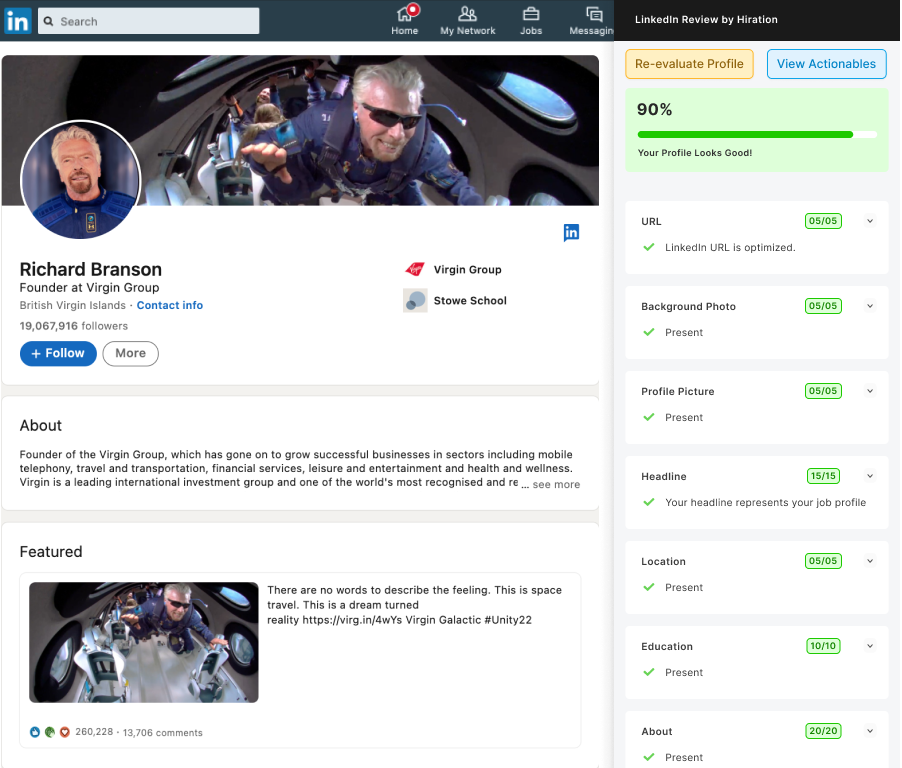 in
Search
Home
My Network
Jobs
Messagin
LinkedIn Review by Hiration
Re-evaluate Profile
View Actionables
90%
Your Profile Looks Good!
in
Richard Branson
Founder at Virgin Group
British Virgin Islands · Contact info
19,067,916 followers
+ Follow
More
Virgin Group
Stowe School
About
Founder of the Virgin Group, which has gone on to grow successful businesses in sectors including mobile
telephony, travel and transportation, financial services, leisure and entertainment and health and wellness.
Virgin is a leading international investment group and one of the world's most recognised and re ... see more
Featured
There are no words to describe the feeling. This is space
travel. This is a dream turned
reality https://virg.in/4wYs Virgin Galactic #Unity22
260,228 · 13,706 comments
URL
05/05
LinkedIn URL is optimized.
Background Photo
05/05
Present
Profile Picture
05/05
Present
Headline
15/15
Your headline represents your job profile
Location
05/05
Present
Education
10/10
Present
About
20/20
Present